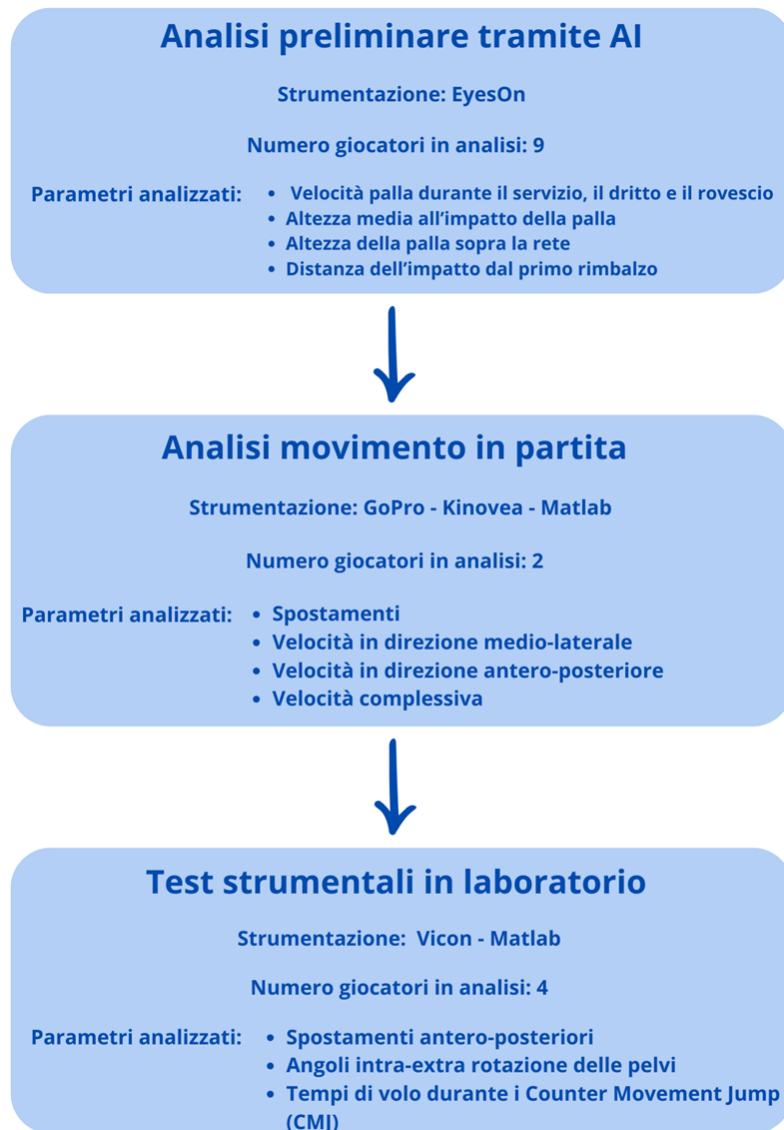 Analisi preliminare tramite AI
Strumentazione: EyesOn
Numero giocatori in analisi: 9
Parametri analizzati:
• Velocità palla durante il servizio, il dritto e il rovescio
• Altezza media all'impatto della palla
• Altezza della palla sopra la rete
• Distanza dell'impatto dal primo rimbalzo
Analisi movimento in partita
Strumentazione: GoPro - Kinovea - Matlab
Numero giocatori in analisi: 2
Parametri analizzati:
• Spostamenti
• Velocità in direzione medio-laterale
• Velocità in direzione antero-posteriore
• Velocità complessiva
Test strumentali in laboratorio
Strumentazione: Vicon - Matlab
Numero giocatori in analisi: 4
Parametri analizzati:
• Spostamenti antero-posteriori
• Angoli intra-extra rotazione delle pelvi
• Tempi di volo durante i Counter Movement Jump
(CMJ)